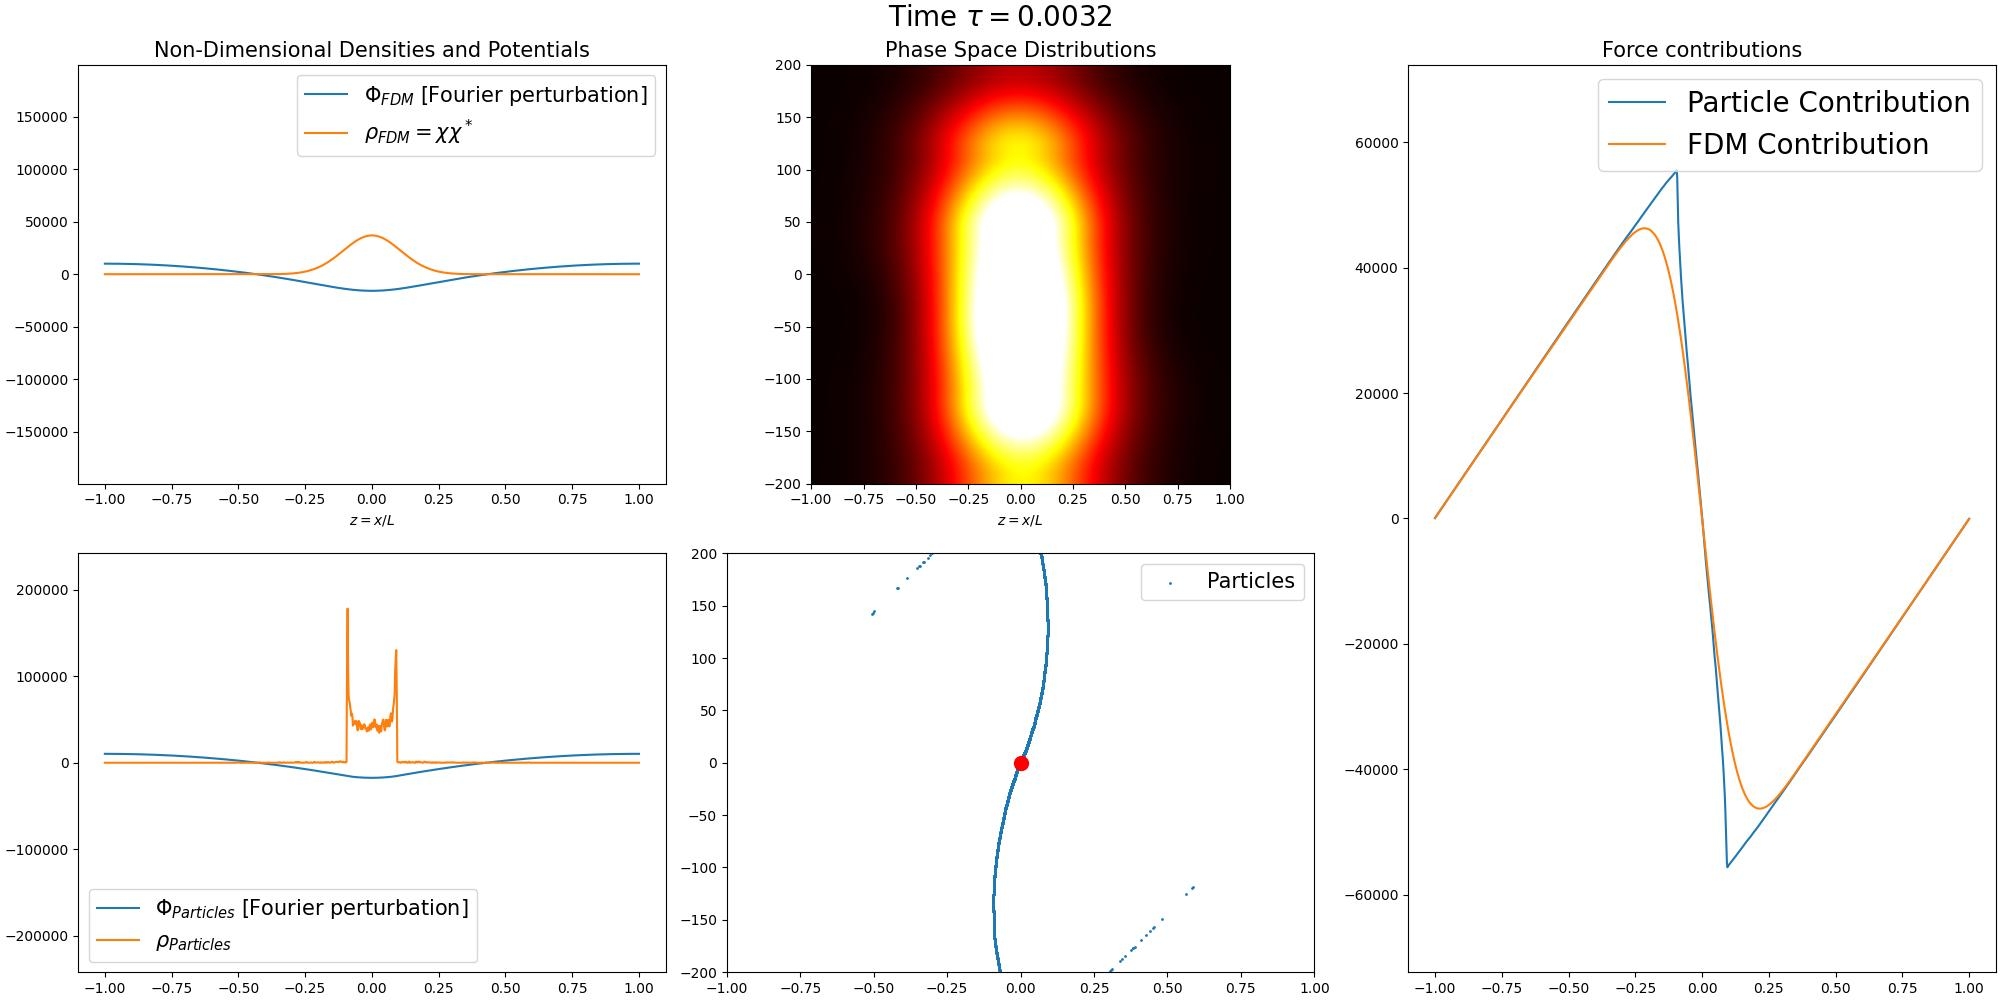 Time τ = 0.0032
Non-Dimensional Densities and Potentials
Φ_FDM [Fourier perturbation]
ρ_FDM = χχ*
150000
100000
50000
0
−50000
−100000
−150000
−1.00 −0.75 −0.50 −0.25 0.00 0.25 0.50 0.75 1.00
z = x/L
Phase Space Distributions
200
150
100
50
0
−50
−100
−150
−200
−1.00 −0.75 −0.50 −0.25 0.00 0.25 0.50 0.75 1.00
z = x/L
Force contributions
Particle Contribution
FDM Contribution
60000
40000
20000
0
−20000
−40000
−60000
−1.00 −0.75 −0.50 −0.25 0.00 0.25 0.50 0.75 1.00
200000
100000
0
−100000
−200000
Φ_Particles [Fourier perturbation]
ρ_Particles
−1.00 −0.75 −0.50 −0.25 0.00 0.25 0.50 0.75 1.00
Particles
200
150
100
50
0
−50
−100
−150
−200
−1.00 −0.75 −0.50 −0.25 0.00 0.25 0.50 0.75 1.00